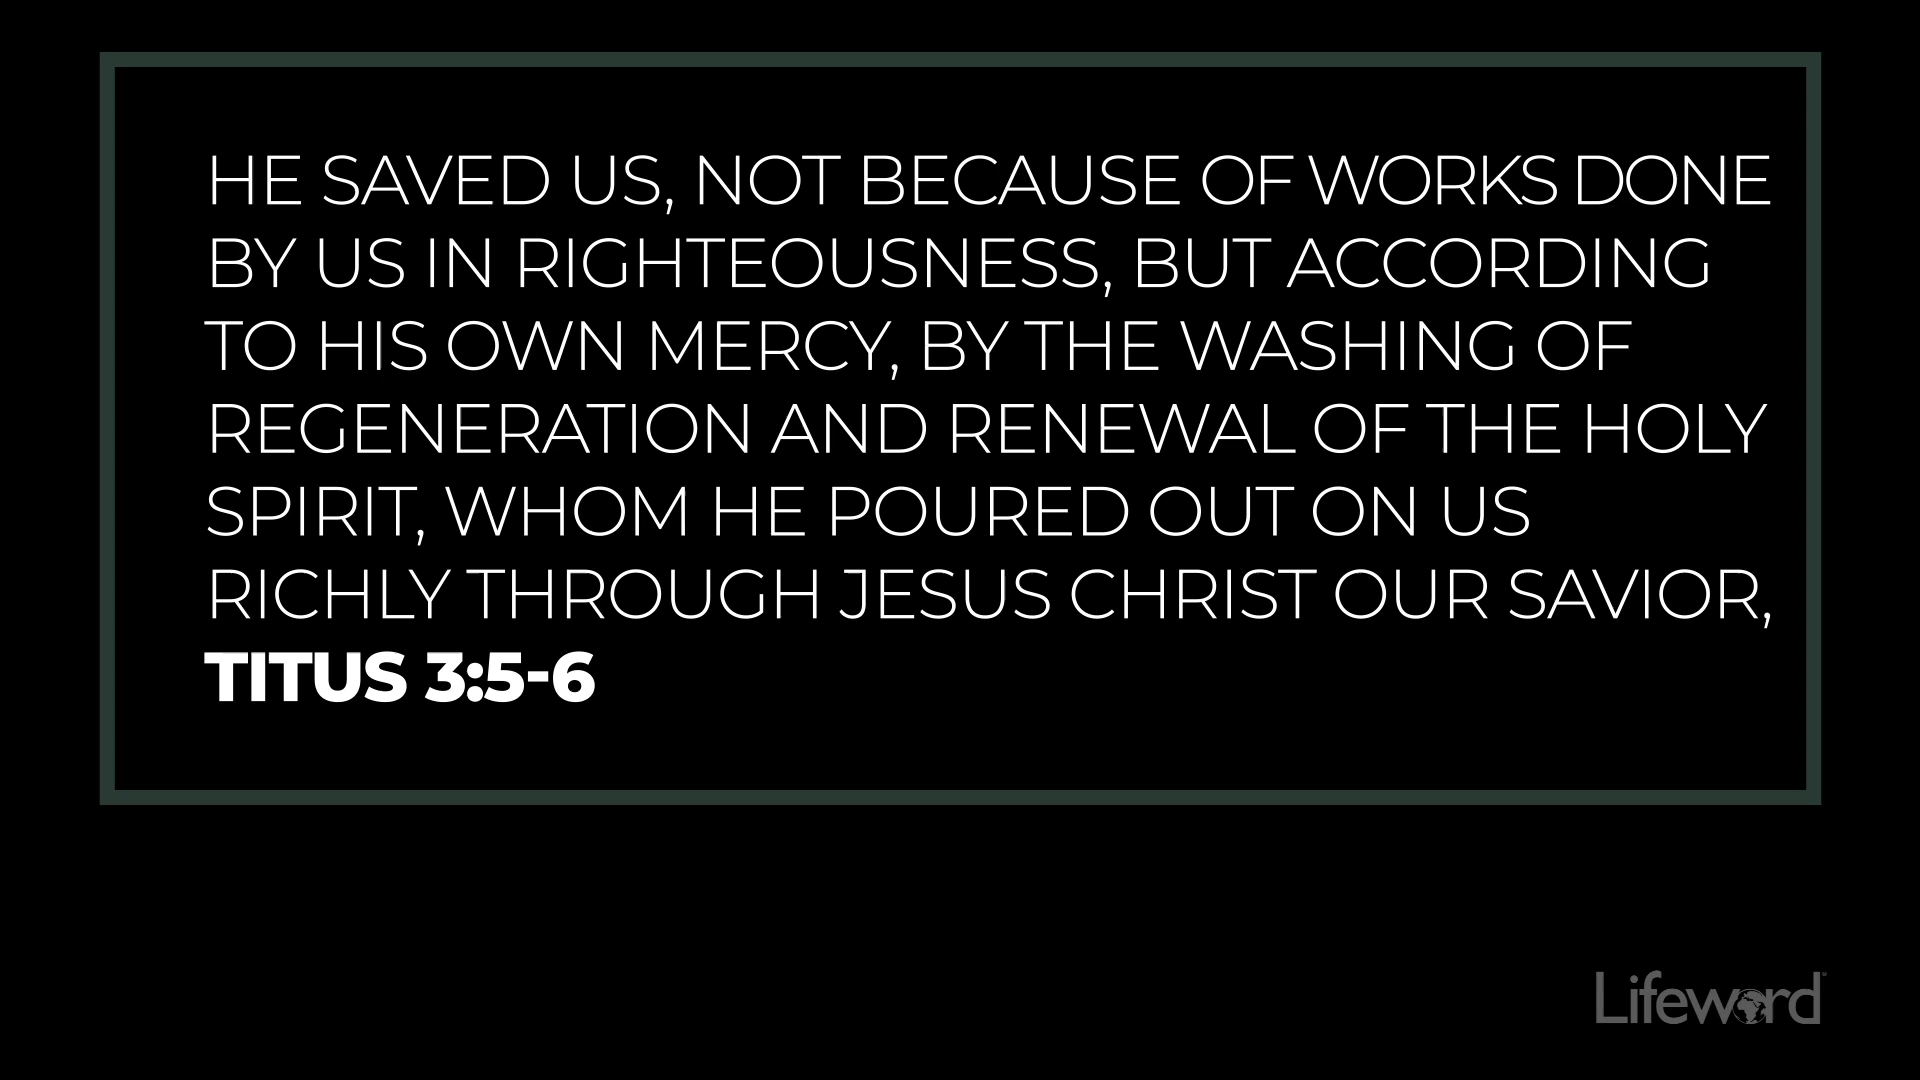 HE SAVED US, NOT BECAUSE OF WORKS DONE
BY US IN RIGHTEOUSNESS, BUT ACCORDING
TO HIS OWN MERCY, BY THE WASHING OF
REGENERATION AND RENEWAL OF THE HOLY
SPIRIT, WHOM HE POURED OUT ON US
RICHLY THROUGH JESUS CHRIST OUR SAVIOR,
TITUS 3:5-6
Lifeword